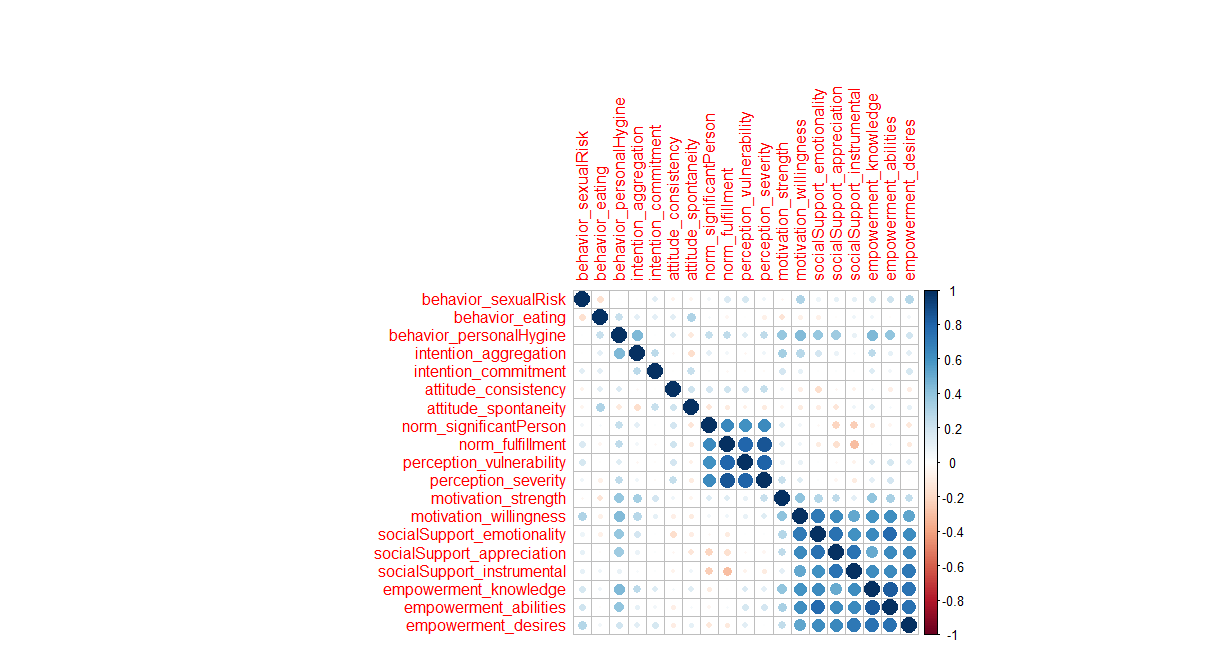 behavior_sexualRisk
behavior_eating
behavior_personalHygine
intention_aggregation
intention_commitment
attitude_consistency
attitude_spontaneity
norm_significantPerson
norm_fulfillment
perception_vulnerability
perception_severity
motivation_strength
motivation_willingness
socialSupport_emotionality
socialSupport_appreciation
socialSupport_instrumental
empowerment_knowledge
empowerment_abilities
empowerment_desires
behavior_sexualRisk
behavior_eating
behavior_personalHygine
intention_aggregation
intention_commitment
attitude_consistency
attitude_spontaneity
norm_significantPerson
norm_fulfillment
perception_vulnerability
perception_severity
motivation_strength
motivation_willingness
socialSupport_emotionality
socialSupport_appreciation
socialSupport_instrumental
empowerment_knowledge
empowerment_abilities
empowerment_desires
1
0.8
0.6
0.4
0.2
0
-0.2
-0.4
-0.6
-0.8
-1